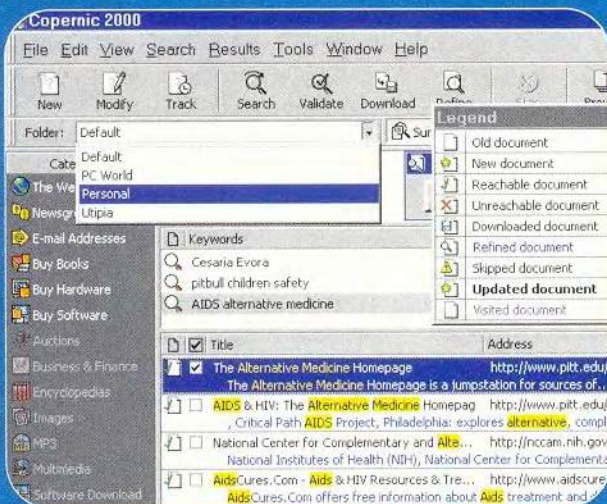 Copernic 2000
File Edit View Search Results Tools Window Help
New Modify Track Search Validate Download Refine
Folder: Default
Default
PC World
Personal
Utipia
Legend
Old document
New document
Reachable document
Unreachable document
Downloaded document
Refined document
Skipped document
Updated document
Visited document
The We
Newsgr
E-mail Addresses
Buy Books
Buy Hardware
Buy Software
Auctions
Business & Finance
Encyclopedias
Images
MP3
Multimedia
Software Download
Keywords
Cesaria Evora
pitbull children safety
AIDS alternative medicine
Title Address
The Alternative Medicine Homepage http://www.pitt.edu/
The Alternative Medicine Homepage is a jumpstation for sources of..
AIDS & HIV: The Alternative Medicine Homepag http://www.pitt.edu/
, Critical Path AIDS Project, Philadelphia: explores alternative, compl
National Center for Complementary and Alte... http://nccam.nih.gov
National Institutes of Health (NIH), National Center for Complementa
AidsCures.Com - Aids & HIV Resources & Tre... http://www.aidscure
AidsCures.Com offers free information about Aids treatment and